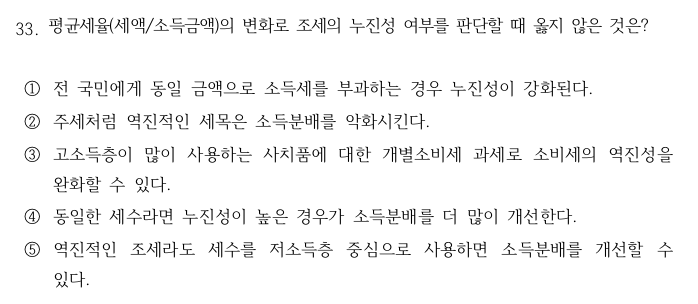 33. 평균세율(세액/소득금액)의 변화로 조세의 누진성 여부를 판단할 때 옳지 않은 것은?
① 전 국민에게 동일 금액으로 소득세를 부과하는 경우 누진성이 강화된다.
② 주세처럼 역진적인 세목은 소득분배를 악화시킨다.
③ 고소득층이 많이 사용하는 사치품에 대한 개별소비세 과세로 소비세의 역진성을
완화할 수 있다.
④ 동일한 세수라면 누진성이 높은 경우가 소득분배를 더 많이 개선한다.
⑤ 역진적인 조세라도 세수를 저소득층 중심으로 사용하면 소득분배를 개선할 수
있다.